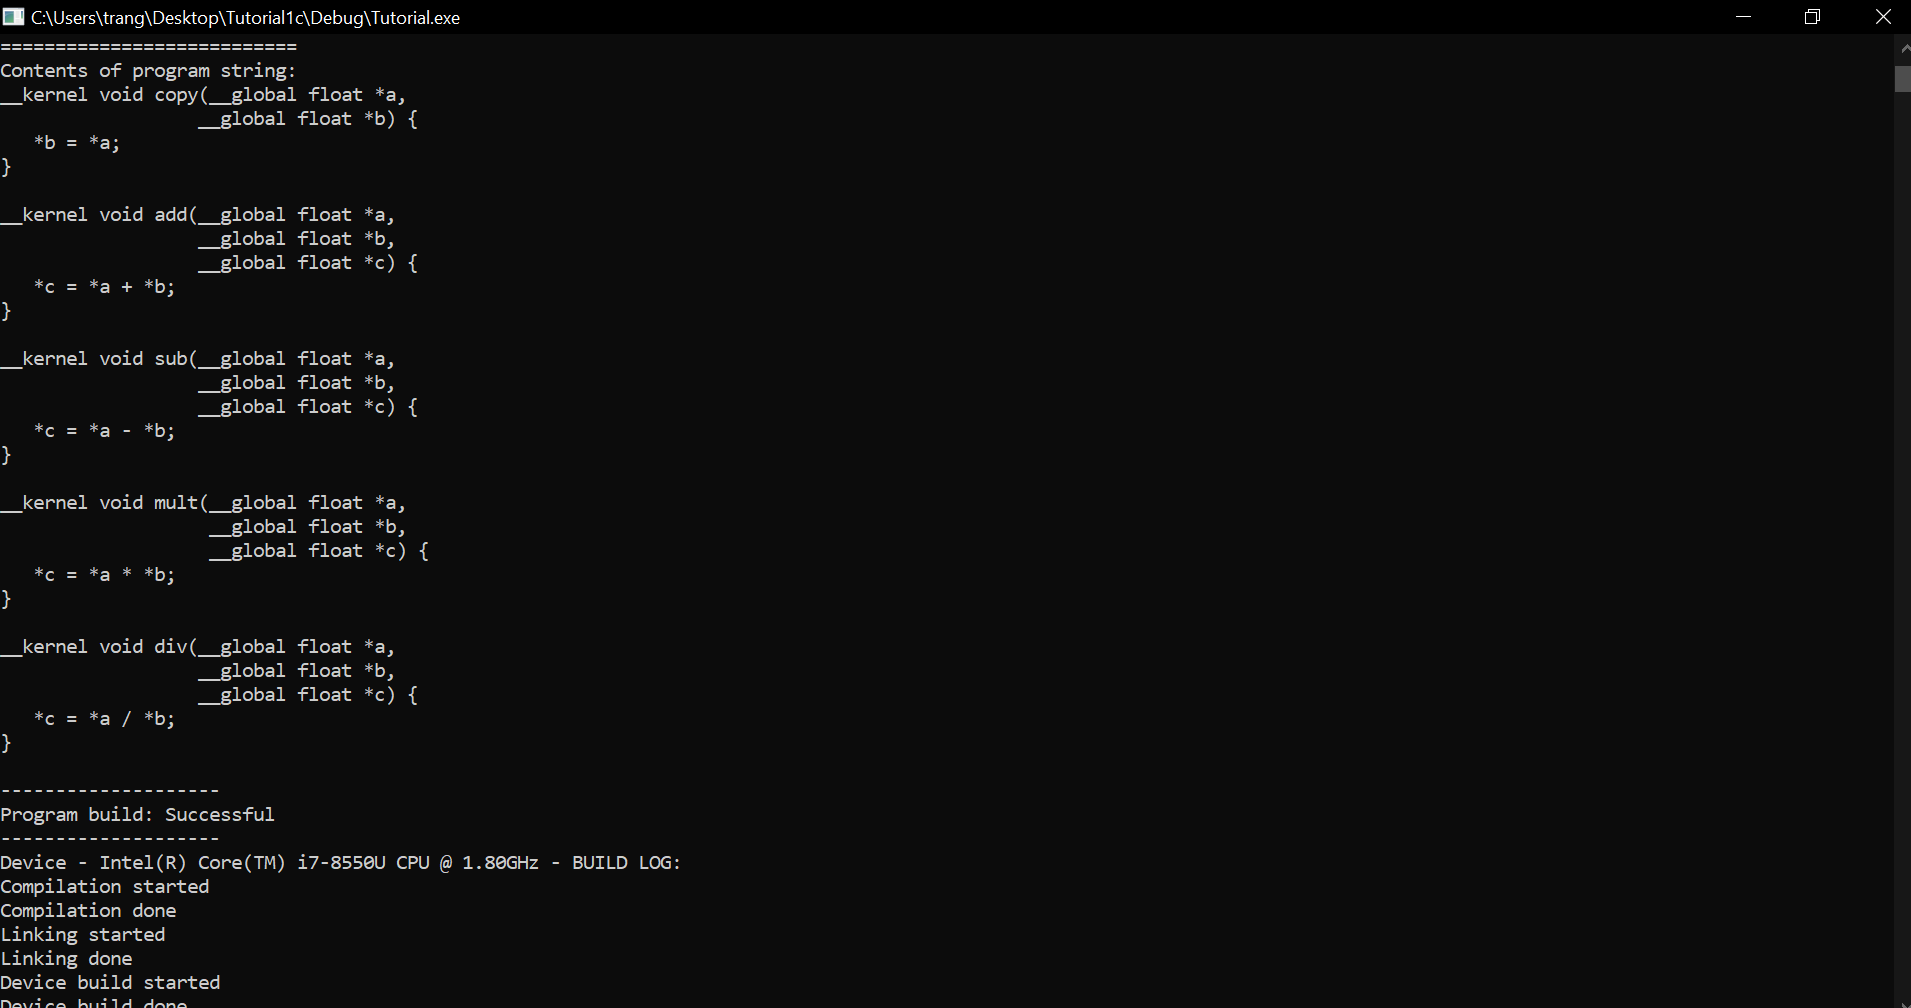 C:\Users\trang\Desktop\Tutorial1c\Debug\Tutorial.exe
===========================
Contents of program string:
__kernel void copy(__global float *a,
                  __global float *b) {
   *b = *a;
}

__kernel void add(__global float *a,
                  __global float *b,
                  __global float *c) {
   *c = *a + *b;
}

__kernel void sub(__global float *a,
                  __global float *b,
                  __global float *c) {
   *c = *a - *b;
}

__kernel void mult(__global float *a,
                   __global float *b,
                   __global float *c) {
   *c = *a * *b;
}

__kernel void div(__global float *a,
                  __global float *b,
                  __global float *c) {
   *c = *a / *b;
}

--------------------
Program build: Successful
--------------------
Device - Intel(R) Core(TM) i7-8550U CPU @ 1.80GHz - BUILD LOG:
Compilation started
Compilation done
Linking started
Linking done
Device build started
Device build done